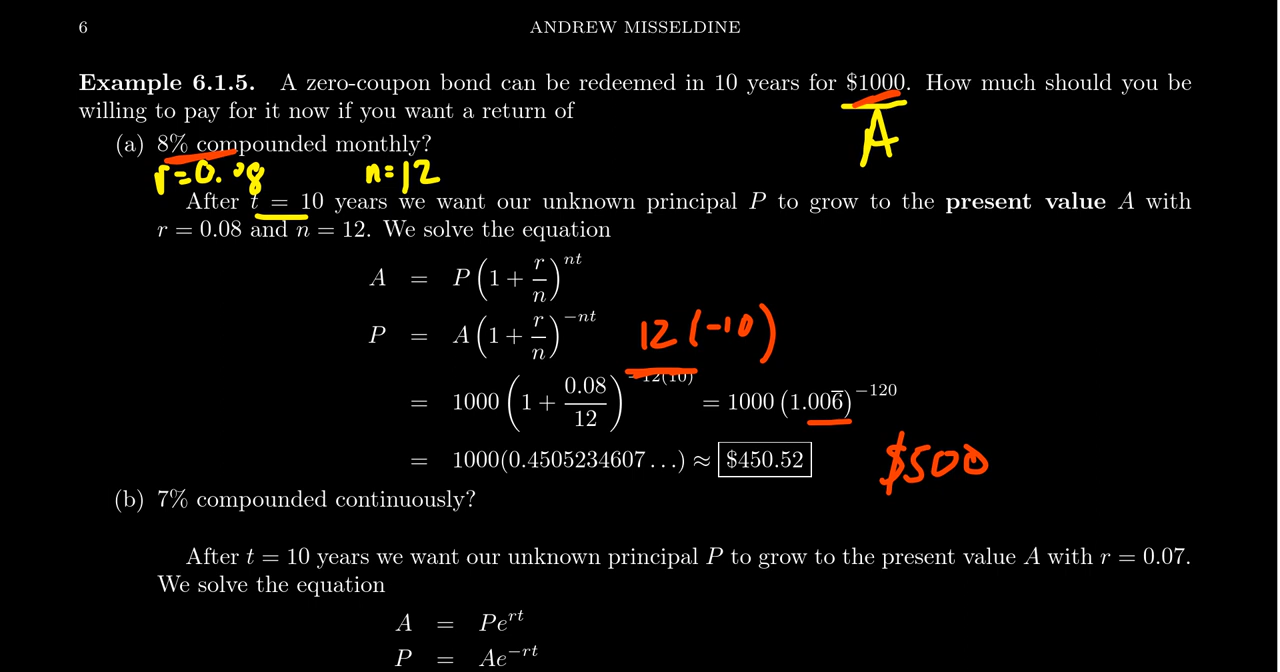 6
ANDREW MISSELDINE
Example 6.1.5. A zero-coupon bond can be redeemed in 10 years for $1000. How much should you be
willing to pay for it now if you want a return of
A
(a) 8% compounded monthly?
r=0.08 n=12
After t = 10 years we want our unknown principal P to grow to the present value A with
r = 0.08 and n = 12. We solve the equation
A = P(1 + r/n)^nt
P = A(1 + r/n)^−nt 12(-10)
= 1000(1 + 0.08/12)^−12(10) = 1000(1.006̅)^−120
= 1000(0.4505234607...) ≈ $450.52 $500
(b) 7% compounded continuously?
After t = 10 years we want our unknown principal P to grow to the present value A with r = 0.07.
We solve the equation
A = Pe^rt
P = Ae^−rt